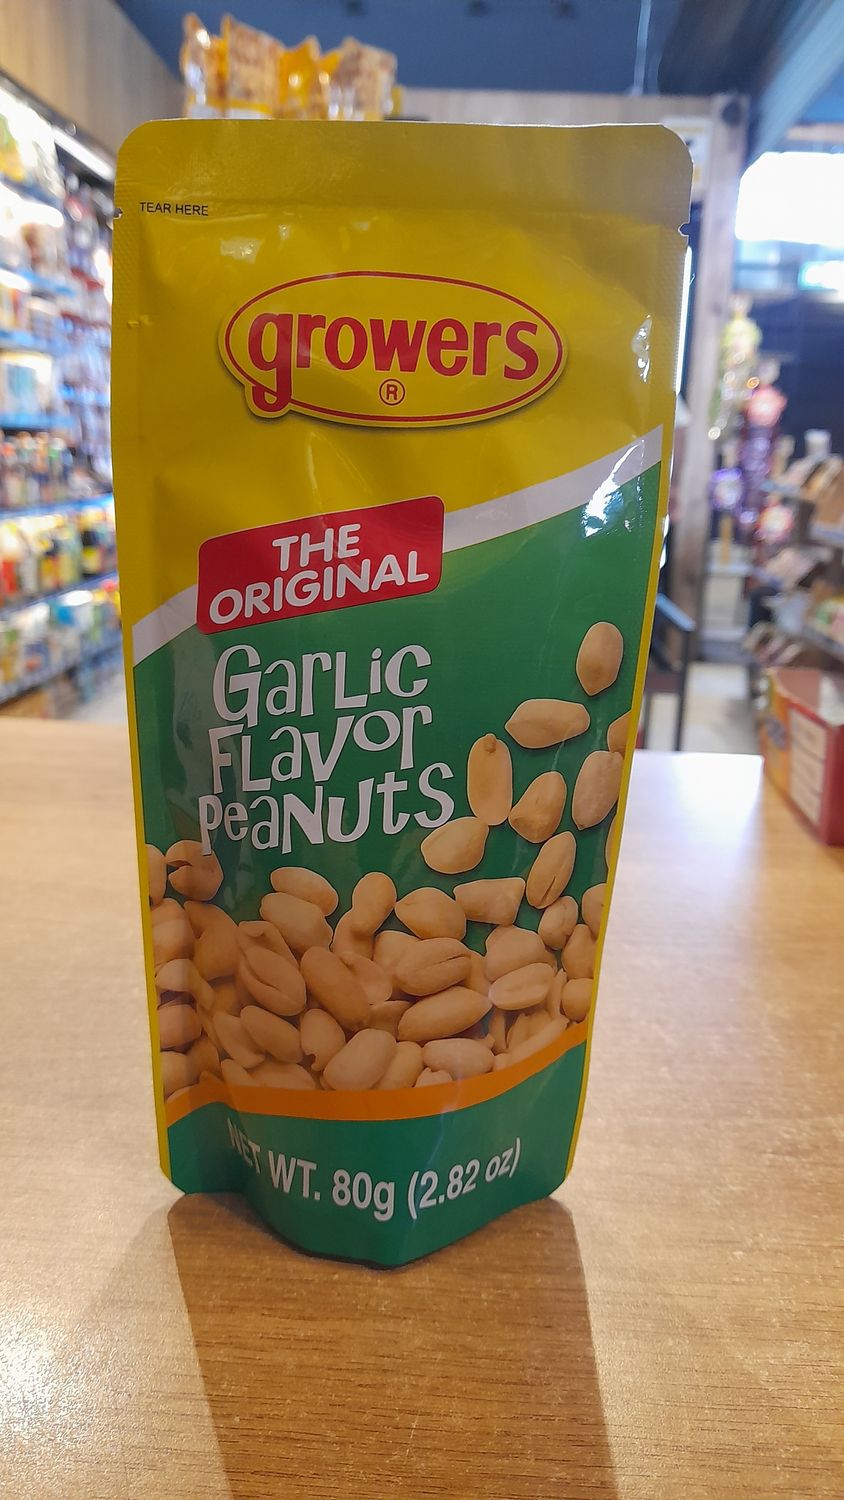 TEAR HERE
growers
®
THE
ORIGINAL
Garlic
Flavor
Peanuts
NET WT. 80g (2.82 oz)